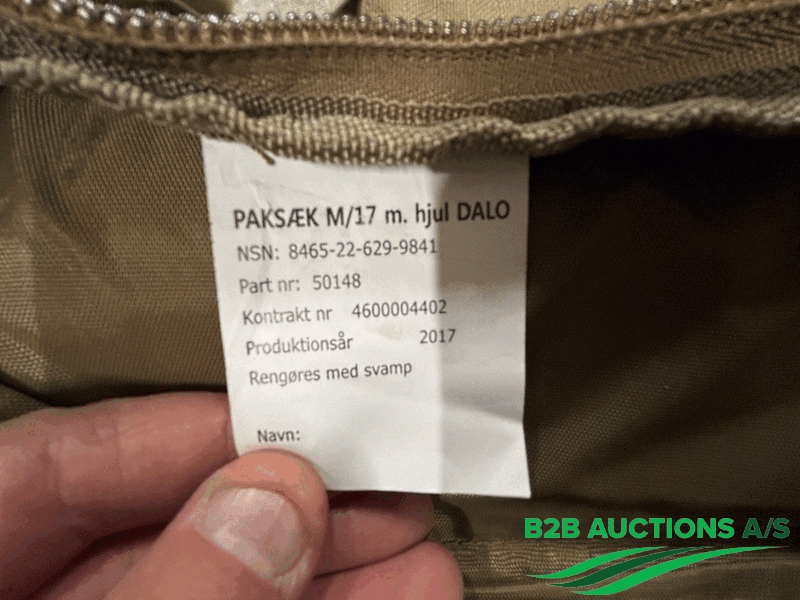 PAKSÆK M/17 m. hjul DALO
NSN: 8465-22-629-9841
Part nr: 50148
Kontrakt nr 4600004402
Produktionsår 2017
Rengøres med svamp
Navn:
B2B AUCTIONS A/S